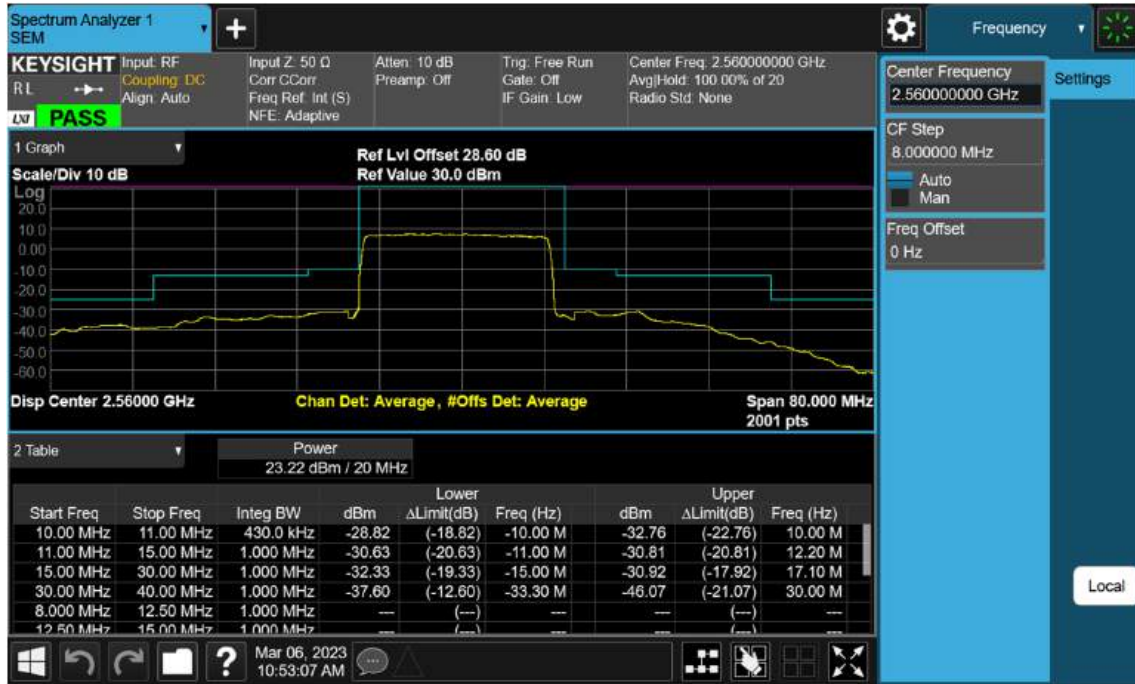 Spectrum Analyzer 1
SEM
Frequency
KEYSIGHT
RL
LXI PASS
Input: RF
Coupling: DC
Align: Auto
Input Z: 50 Ω
Corr CCorr
Freq Ref: Int (S)
NFE: Adaptive
Atten: 10 dB
Preamp: Off
Trig: Free Run
Gate: Off
IF Gain: Low
Center Freq: 2.560000000 GHz
Avg|Hold: 100.00% of 20
Radio Std: None
Center Frequency
2.560000000 GHz
Settings
CF Step
8.000000 MHz
Auto
Man
Freq Offset
0 Hz
Local
1 Graph
Scale/Div 10 dB
Ref Lvl Offset 28.60 dB
Ref Value 30.0 dBm
Log
20.0
10.0
0.00
-10.0
-20.0
-30.0
-40.0
-50.0
-60.0
Disp Center 2.56000 GHz
Chan Det: Average, #Offs Det: Average
Span 80.000 MHz
2001 pts
2 Table
Power
23.22 dBm / 20 MHz
Lower Upper
Start Freq Stop Freq Integ BW dBm ΔLimit(dB) Freq (Hz) dBm ΔLimit(dB) Freq (Hz)
10.00 MHz 11.00 MHz 430.0 kHz -28.82 (-18.82) -10.00 M -32.76 (-22.76) 10.00 M
11.00 MHz 15.00 MHz 1.000 MHz -30.63 (-20.63) -11.00 M -30.81 (-20.81) 12.20 M
15.00 MHz 30.00 MHz 1.000 MHz -32.33 (-19.33) -15.00 M -30.92 (-17.92) 17.10 M
30.00 MHz 40.00 MHz 1.000 MHz -37.60 (-12.60) -33.30 M -46.07 (-21.07) 30.00 M
8.000 MHz 12.50 MHz 1.000 MHz --- (---) --- --- (---) ---
12.50 MHz 15.00 MHz 1.000 MHz --- (---) --- --- (---) ---
Mar 06, 2023
10:53:07 AM